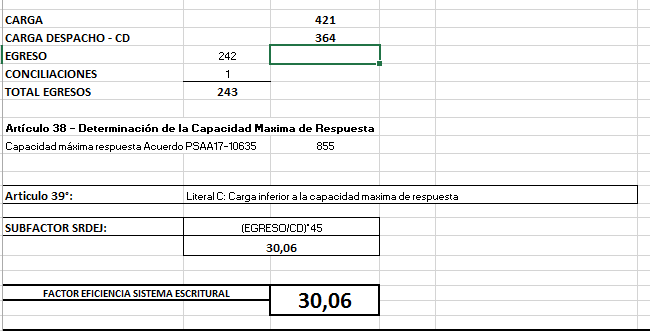 CARGA 421
CARGA DESPACHO - CD 364
EGRESO 242
CONCILIACIONES 1
TOTAL EGRESOS 243
Artículo 38 - Determinación de la Capacidad Maxima de Respuesta
Capacidad máxima respuesta Acuerdo PSAA17-10635 855
Articulo 39°: Literal C: Carga inferior a la capacidad maxima de respuesta
SUBFACTOR SRDEJ: (EGRESO/CD)*45
30,06
FACTOR EFICIENCIA SISTEMA ESCRITURAL 30,06